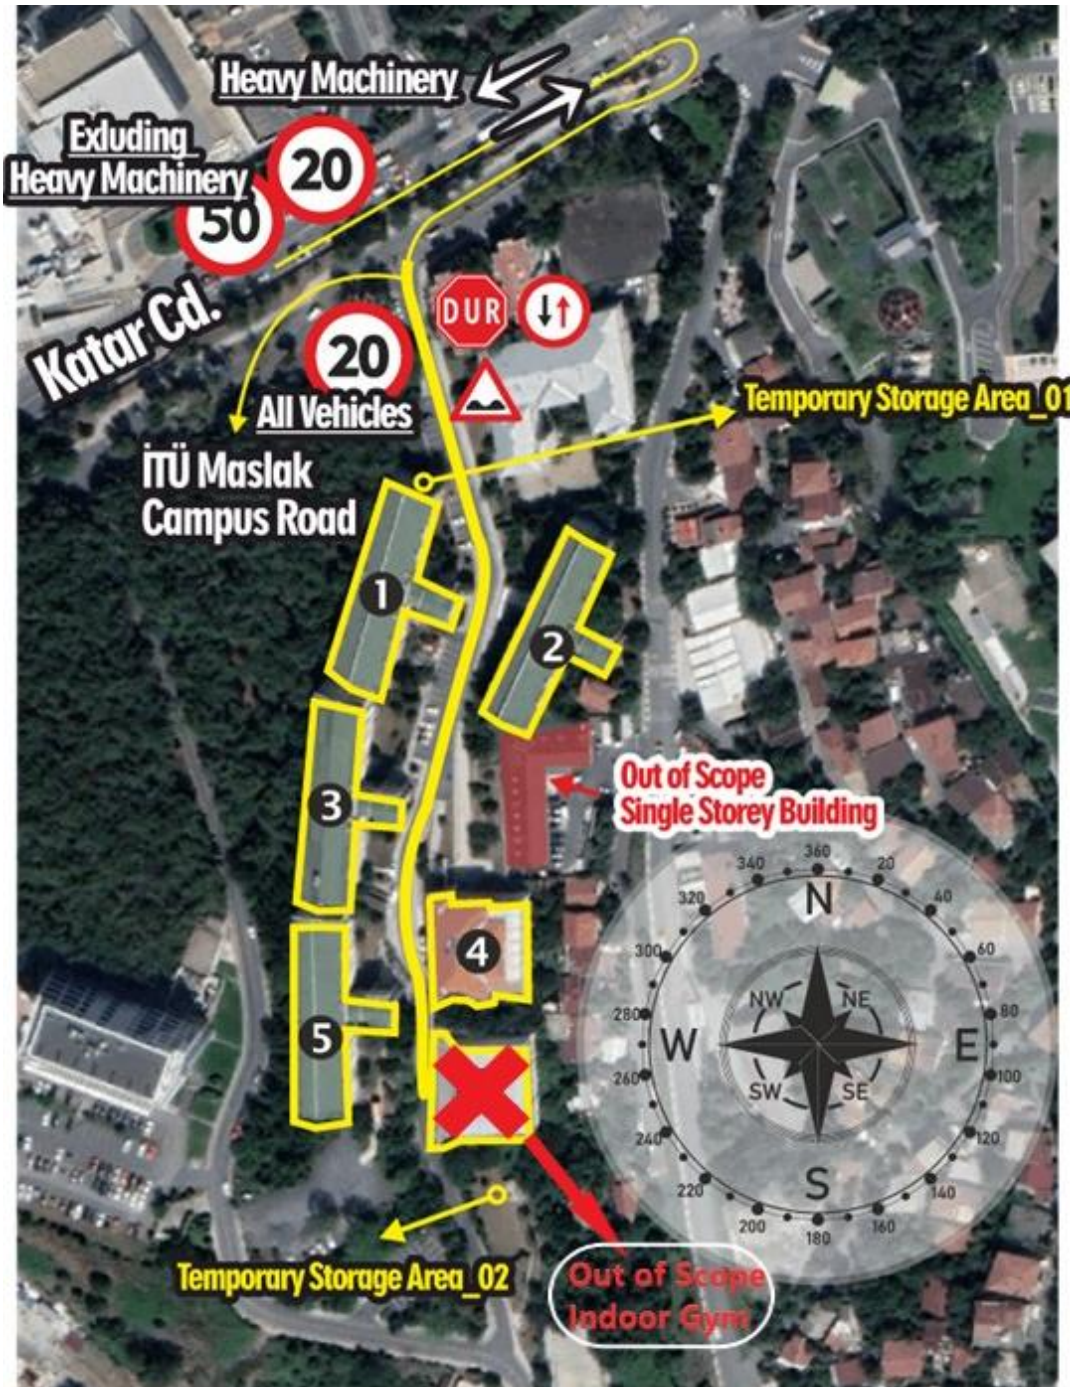 Heavy Machinery
Exluding
Heavy Machinery
20
50
Katar Cd.
DUR
20
All Vehicles
Temporary Storage Area_01
İTÜ Maslak
Campus Road
1
2
Out of Scope
Single Storey Building
3
4
5
360
20
40
60
80
100
120
140
160
180
200
220
240
260
280
300
320
340
N
NE
E
SE
S
SW
W
NW
Temporary Storage Area_02
Out of Scope
Indoor Gym